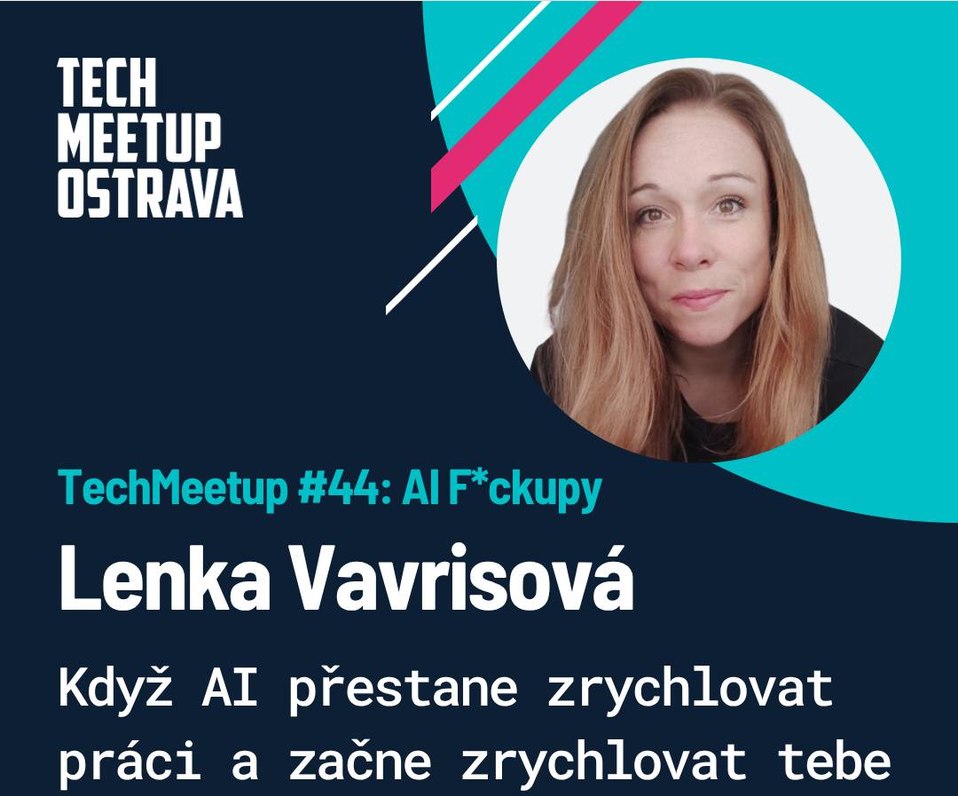 TECH
MEETUP
OSTRAVA
TechMeetup #44: AI F*ckupy
Lenka Vavrisová
Když AI přestane zrychlovat
práci a začne zrychlovat tebe